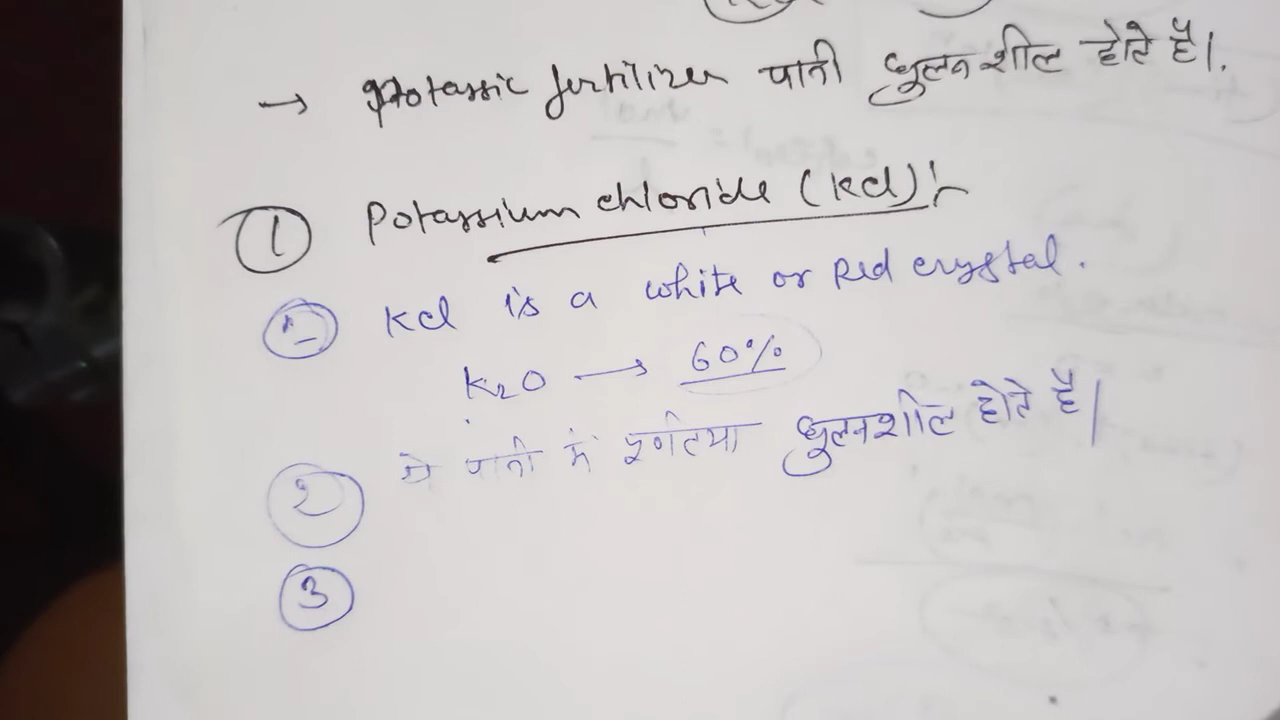 → Potassic fertilizer पानी घुलनशील होते है।
① Potassium chloride (KCl):-
① KCl is a white or Red crystal.
K₂O → 60%
② ये पानी में पूर्णतया घुलनशील होते है।
③